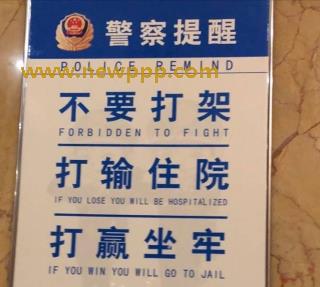 警察提醒
POLICE REMIND
www.newppp.com
不要打架
FORBIDDEN TO FIGHT
打输住院
IF YOU LOSE YOU WILL BE HOSPITALIZED
打赢坐牢
IF YOU WIN YOU WILL GO TO JAIL